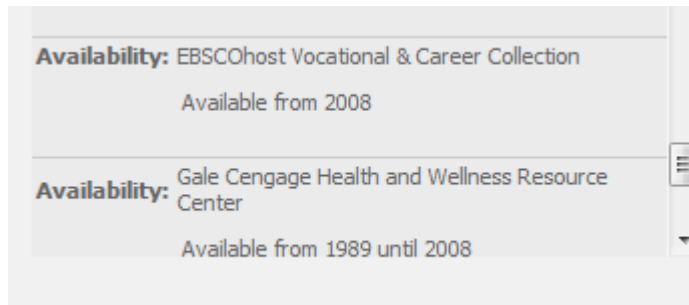 Availability: EBSCOhost Vocational & Career Collection
Available from 2008
Availability: Gale Cengage Health and Wellness Resource
Center
Available from 1989 until 2008